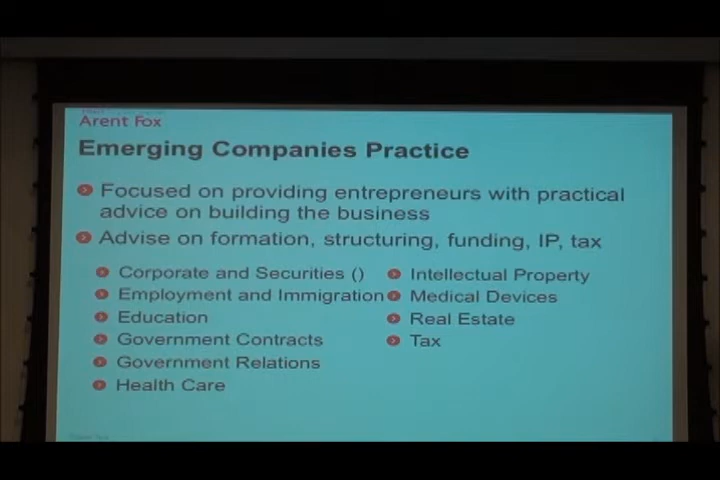 Arent Fox
Emerging Companies Practice
Focused on providing entrepreneurs with practical
advice on building the business
Advise on formation, structuring, funding, IP, tax
Corporate and Securities ()
Employment and Immigration
Education
Government Contracts
Government Relations
Health Care
Intellectual Property
Medical Devices
Real Estate
Tax